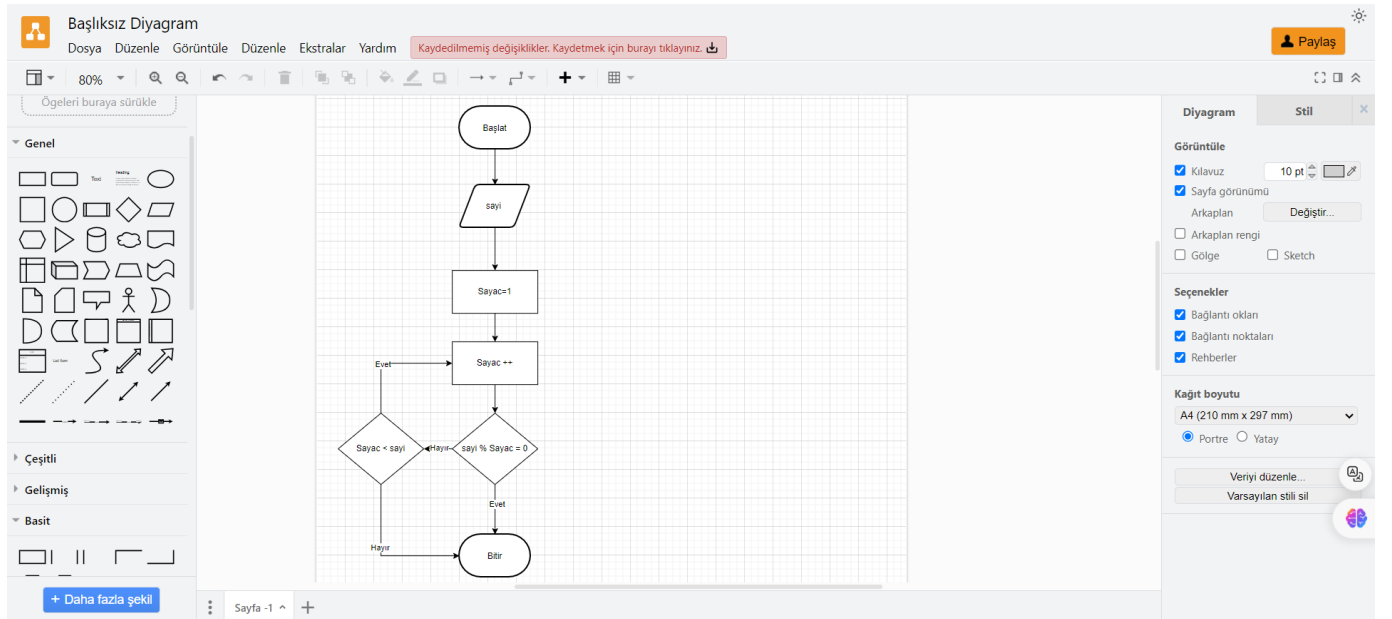 Başlıksız Diyagram
Dosya Düzenle Görüntüle Düzenle Ekstralar Yardım
Kaydedilmemiş değişiklikler. Kaydetmek için burayı tıklayınız.
Paylaş
80%
Ögeleri buraya sürükle
Genel
Text
Heading
List Item
Çeşitli
Gelişmiş
Basit
+ Daha fazla şekil
Başlat
sayi
Sayac=1
Sayac ++
Evet
Sayac < sayi
Hayır
sayi % Sayac = 0
Evet
Hayır
Bitir
Sayfa -1
Diyagram
Stil
Görüntüle
Kılavuz
10 pt
Sayfa görünümü
Arkaplan
Değiştir...
Arkaplan rengi
Gölge
Sketch
Seçenekler
Bağlantı okları
Bağlantı noktaları
Rehberler
Kağıt boyutu
A4 (210 mm x 297 mm)
Portre
Yatay
Veriyi düzenle...
Varsayılan stili sil